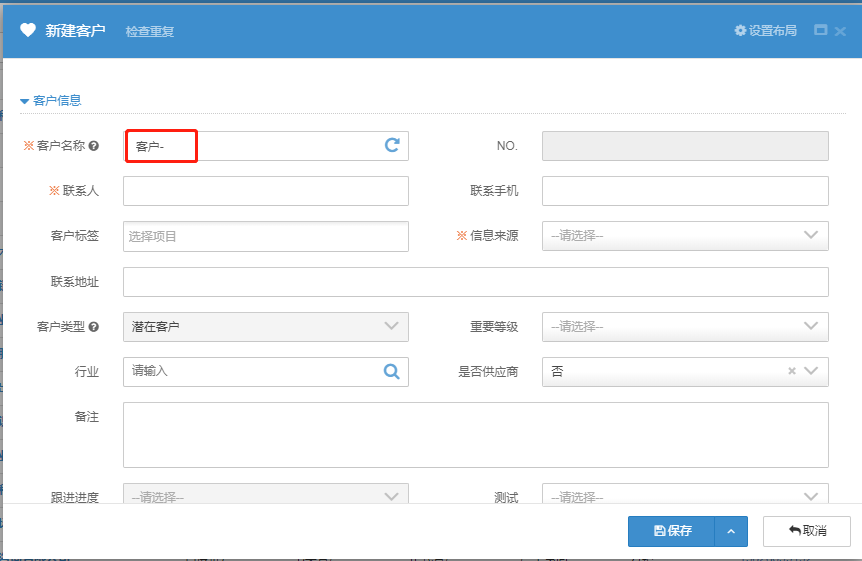 新建客户 检查重复 设置布局
客户信息
※客户名称 客户- NO.
※联系人 联系手机
客户标签 选择项目 ※信息来源 --请选择--
联系地址
客户类型 潜在客户 重要等级 --请选择--
行业 请输入 是否供应商 否
备注
跟进进度 --请选择-- 测试 --请选择--
保存 取消